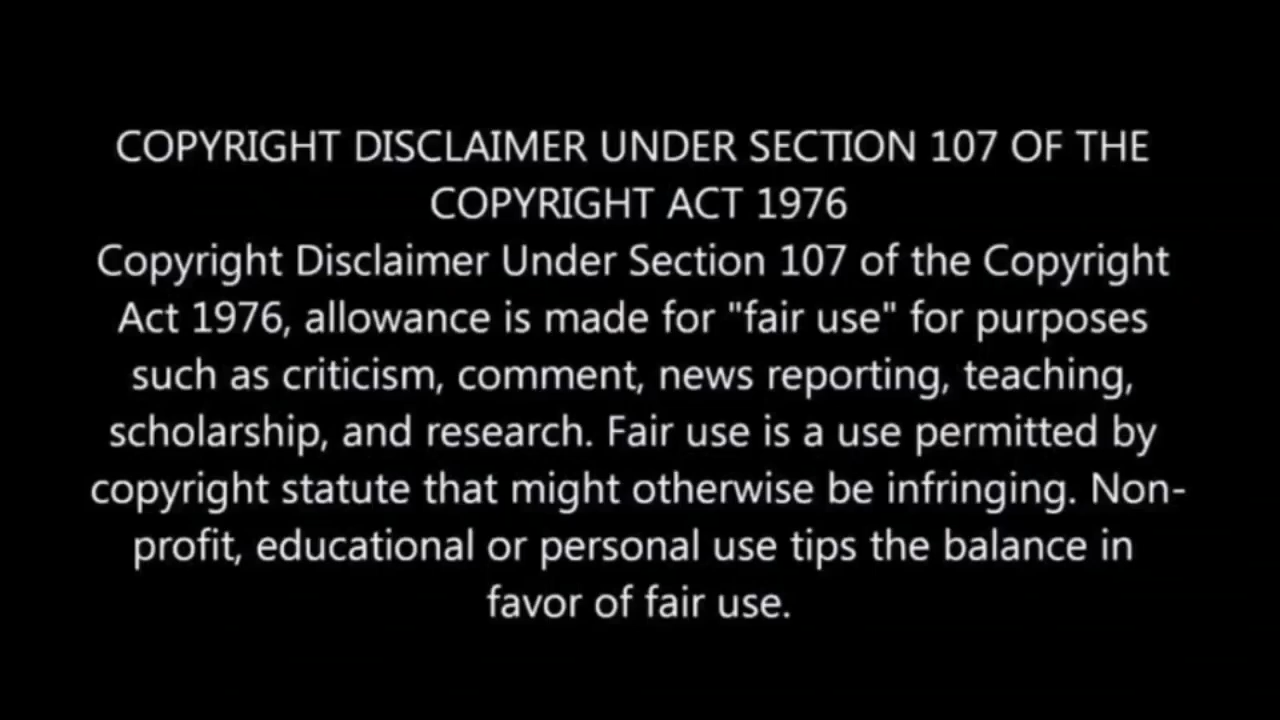 COPYRIGHT DISCLAIMER UNDER SECTION 107 OF THE
COPYRIGHT ACT 1976
Copyright Disclaimer Under Section 107 of the Copyright
Act 1976, allowance is made for "fair use" for purposes
such as criticism, comment, news reporting, teaching,
scholarship, and research. Fair use is a use permitted by
copyright statute that might otherwise be infringing. Non-
profit, educational or personal use tips the balance in
favor of fair use.